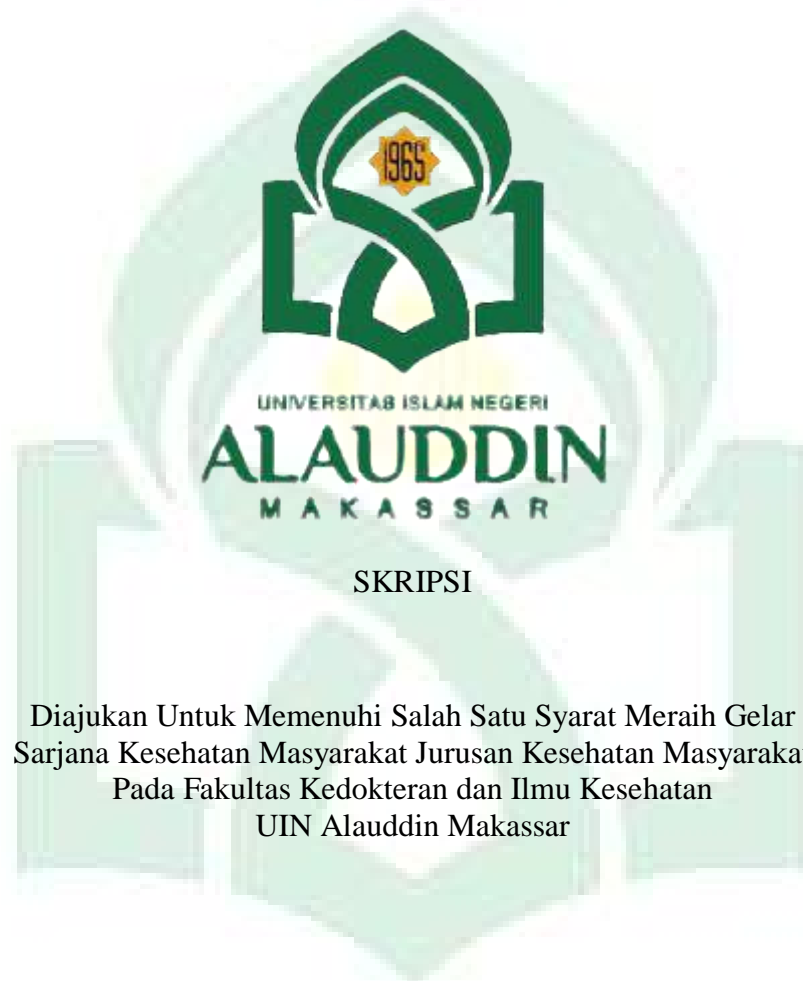 1965
UNIVERSITAS ISLAM NEGERI
ALAUDDIN
MAKASSAR
SKRIPSI
Diajukan Untuk Memenuhi Salah Satu Syarat Meraih Gelar
Sarjana Kesehatan Masyarakat Jurusan Kesehatan Masyaraka
Pada Fakultas Kedokteran dan Ilmu Kesehatan
UIN Alauddin Makassar